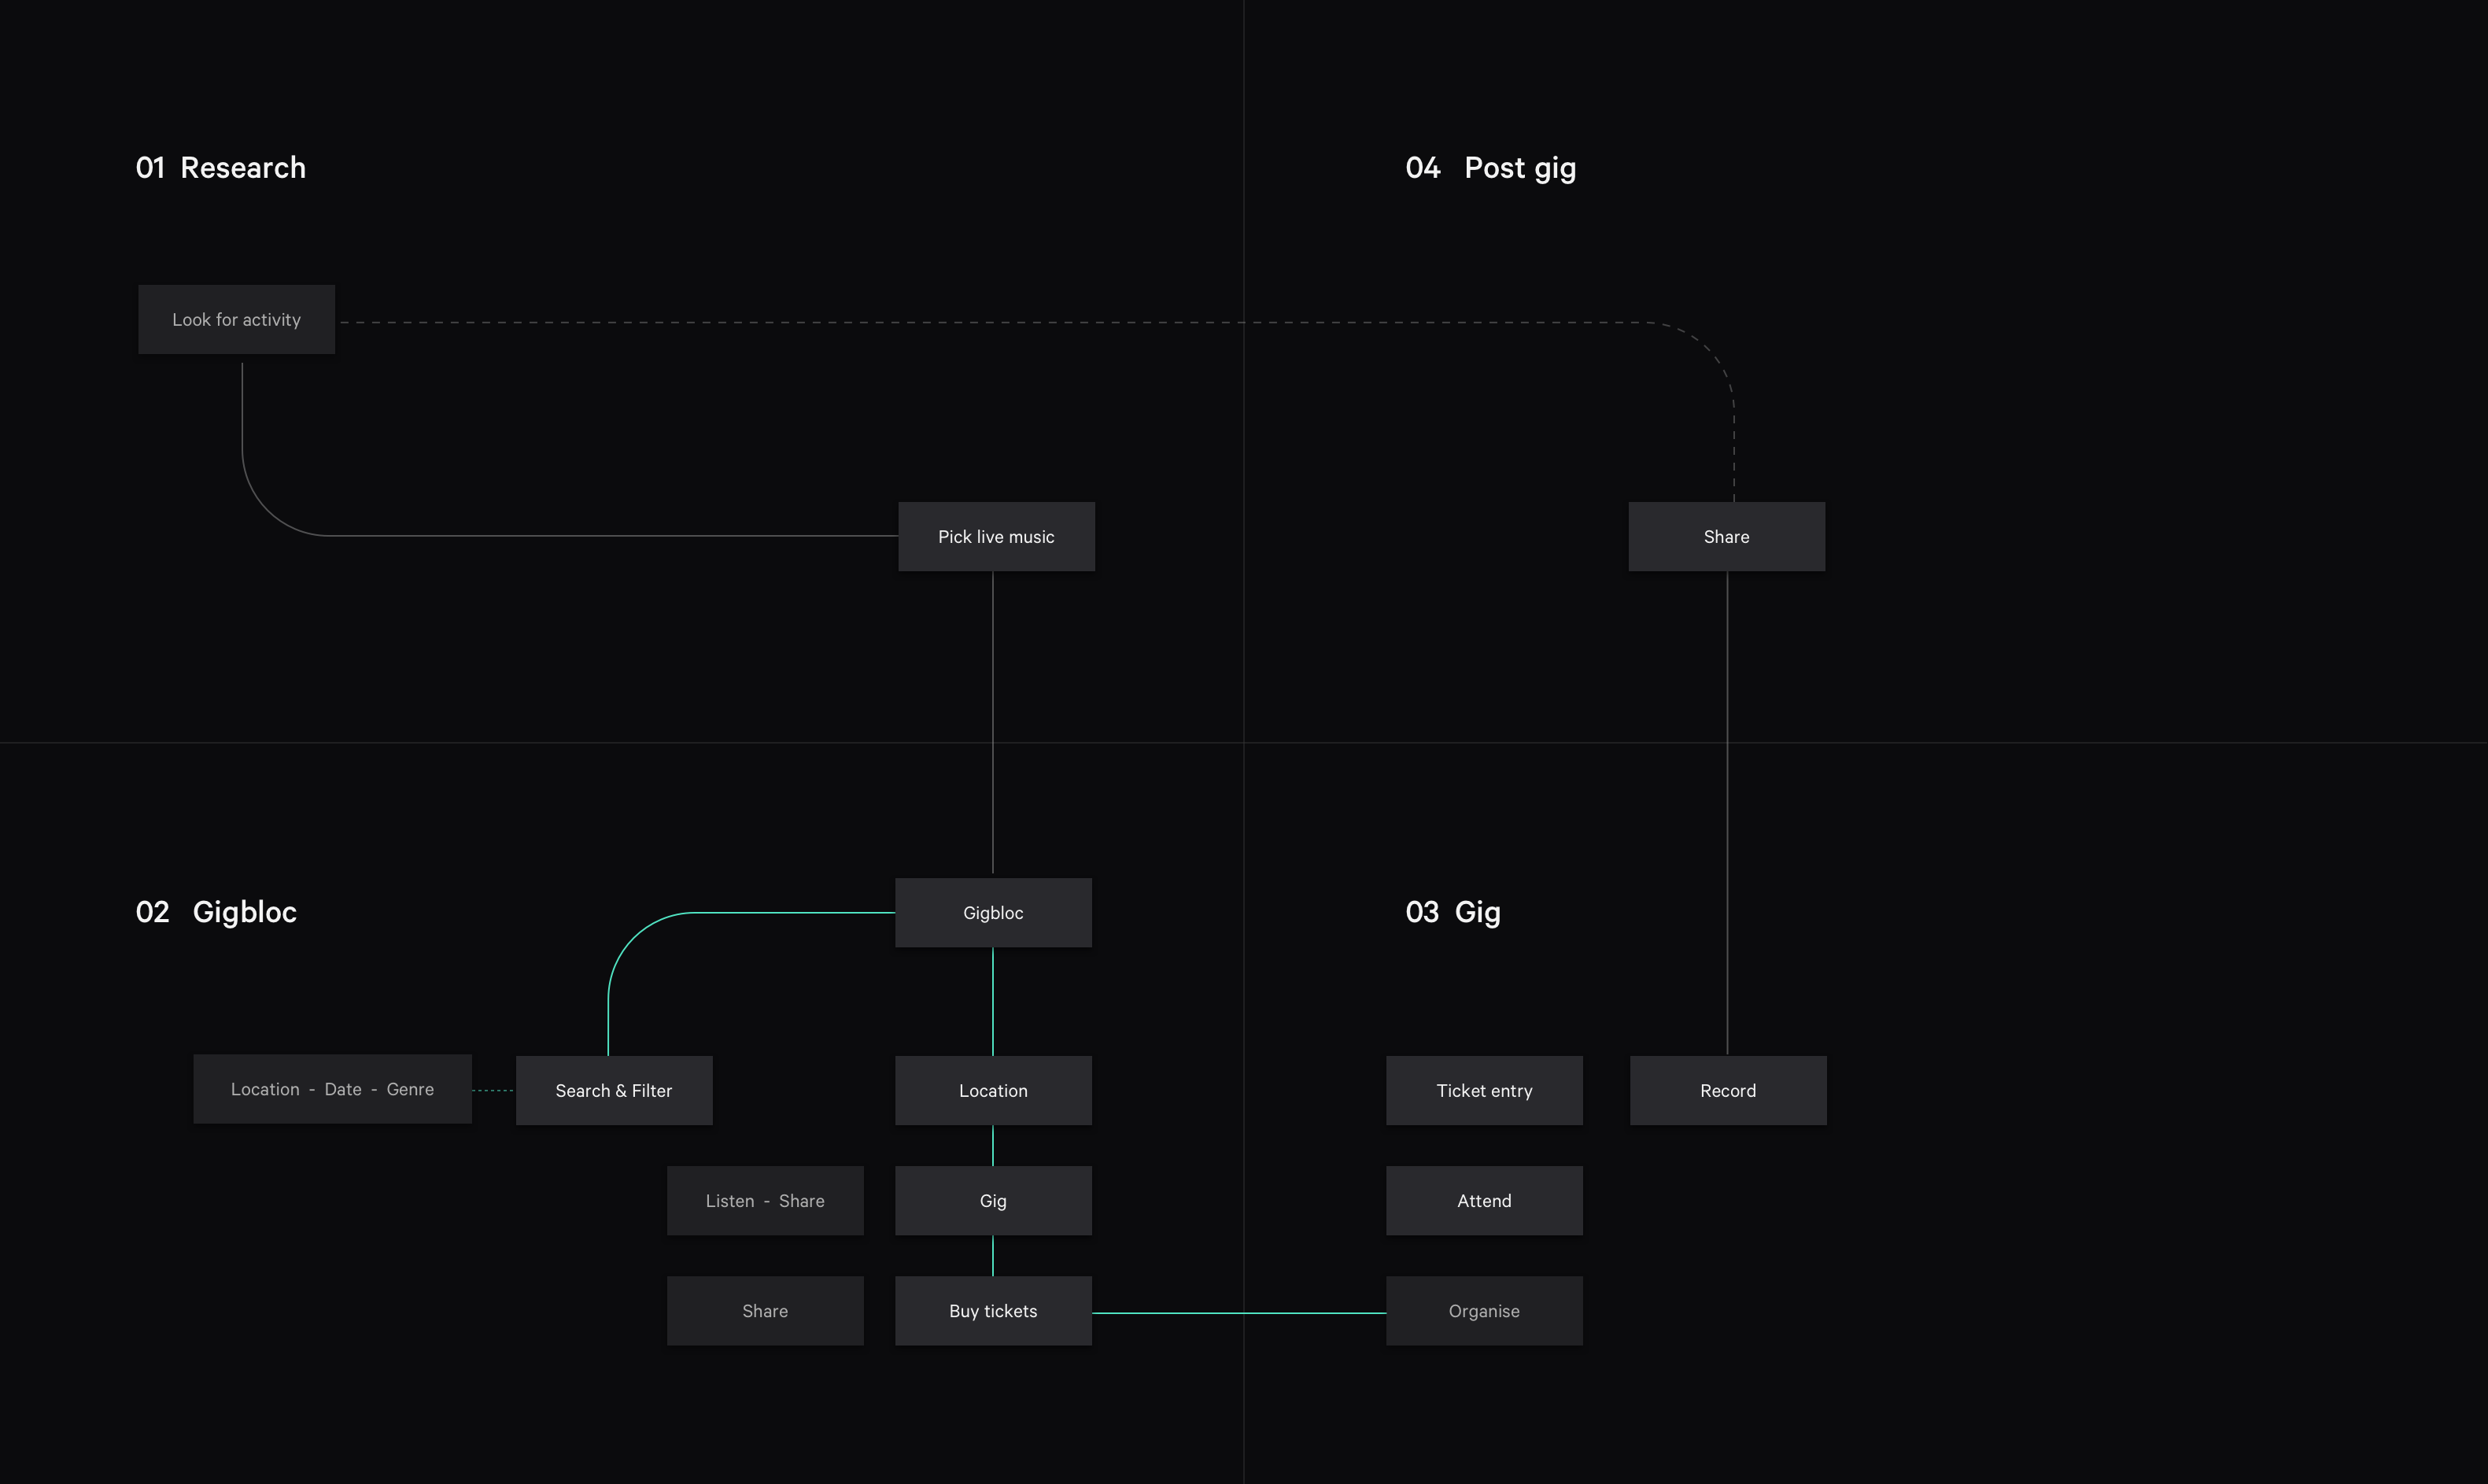 01 Research
Look for activity
Pick live music
02 Gigbloc
Gigbloc
Location - Date - Genre
Search & Filter
Location
Listen - Share
Gig
Share
Buy tickets
03 Gig
Ticket entry
Record
Attend
Organise
04 Post gig
Share